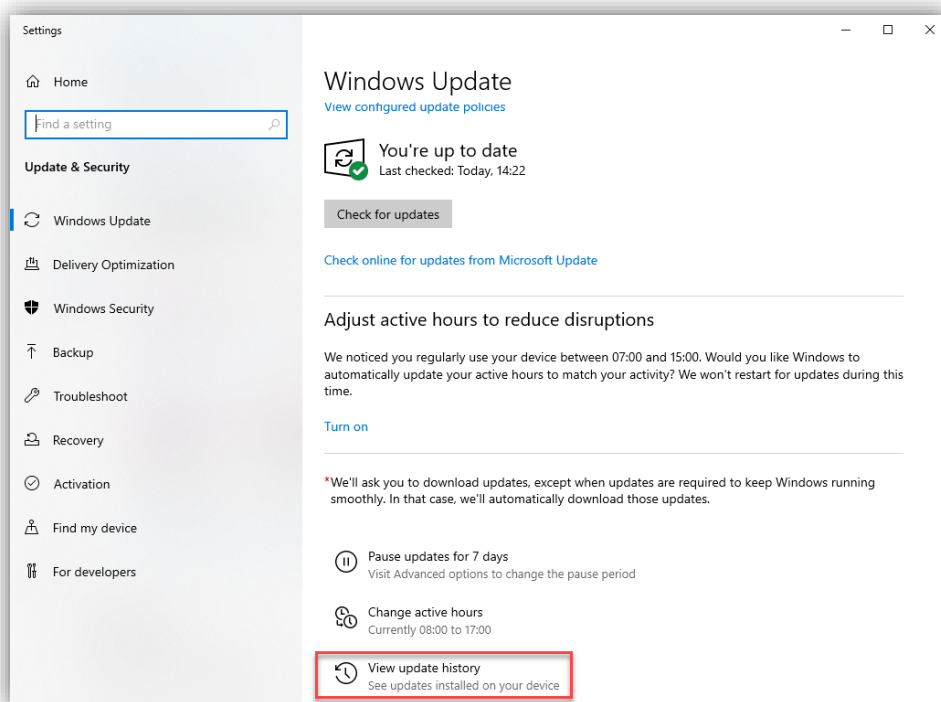 Settings
Home
Find a setting
Update & Security
Windows Update
Delivery Optimization
Windows Security
Backup
Troubleshoot
Recovery
Activation
Find my device
For developers
Windows Update
View configured update policies
You're up to date
Last checked: Today, 14:22
Check for updates
Check online for updates from Microsoft Update
Adjust active hours to reduce disruptions
We noticed you regularly use your device between 07:00 and 15:00. Would you like Windows to
automatically update your active hours to match your activity? We won't restart for updates during this
time.
Turn on
*We'll ask you to download updates, except when updates are required to keep Windows running
smoothly. In that case, we'll automatically download those updates.
Pause updates for 7 days
Visit Advanced options to change the pause period
Change active hours
Currently 08:00 to 17:00
View update history
See updates installed on your device